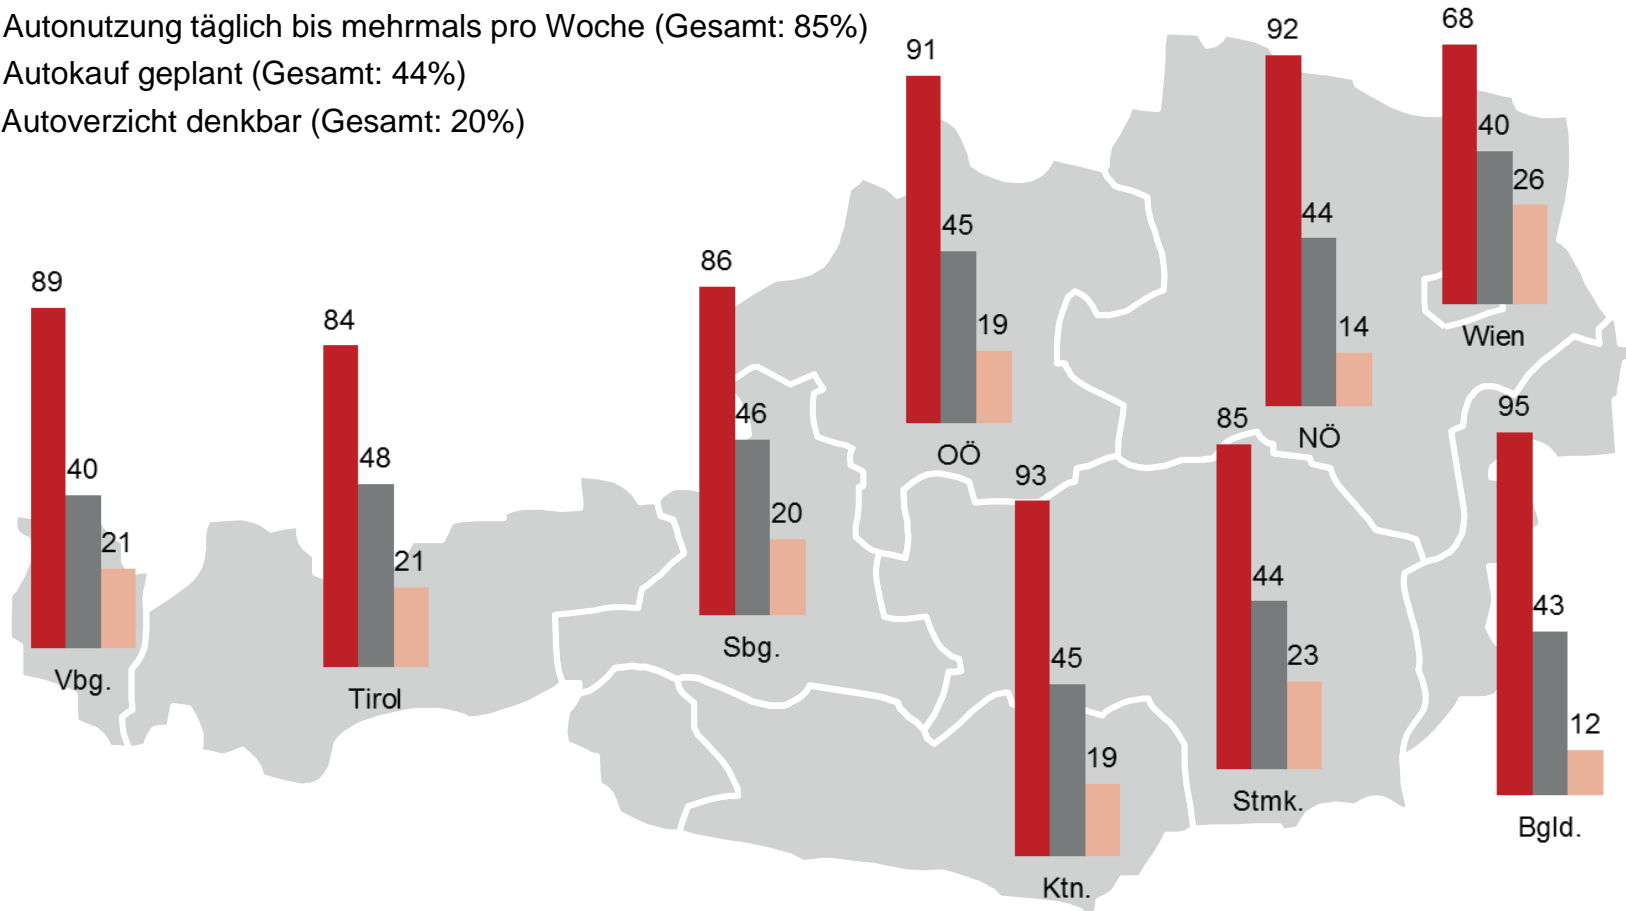 Autonutzung täglich bis mehrmals pro Woche (Gesamt: 85%)
Autokauf geplant (Gesamt: 44%)
Autoverzicht denkbar (Gesamt: 20%)
89
40
21
Vbg.
84
48
21
Tirol
86
46
20
Sbg.
91
45
19
OÖ
93
45
19
Ktn.
85
44
23
Stmk.
92
44
14
NÖ
68
40
26
Wien
95
43
12
Bgld.